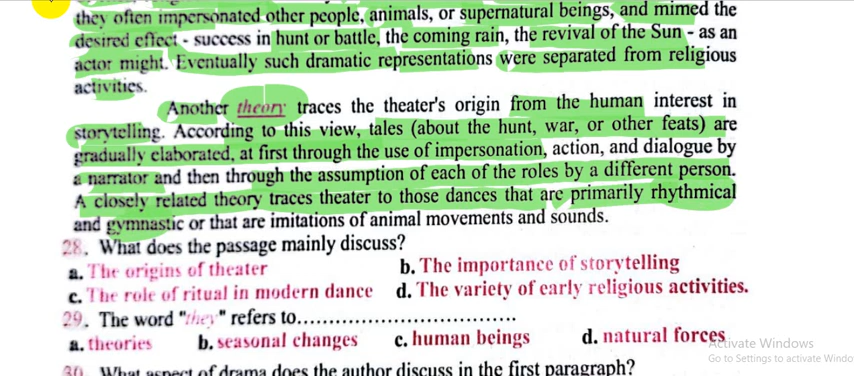 they often impersonated other people, animals, or supernatural beings, and mimed the
desired effect - success in hunt or battle, the coming rain, the revival of the Sun - as an
actor might. Eventually such dramatic representations were separated from religious
activities.
Another theory traces the theater's origin from the human interest in
storytelling. According to this view, tales (about the hunt, war, or other feats) are
gradually elaborated, at first through the use of impersonation, action, and dialogue by
a narrator and then through the assumption of each of the roles by a different person.
A closely related theory traces theater to those dances that are primarily rhythmical
and gymnastic or that are imitations of animal movements and sounds.
28. What does the passage mainly discuss?
a. The origins of theater b. The importance of storytelling
c. The role of ritual in modern dance d. The variety of early religious activities.
29. The word "they" refers to.......................................
a. theories b. seasonal changes c. human beings d. natural forces
Activate Windows
Go to Settings to activate Windo
30. What aspect of drama does the author discuss in the first paragraph?